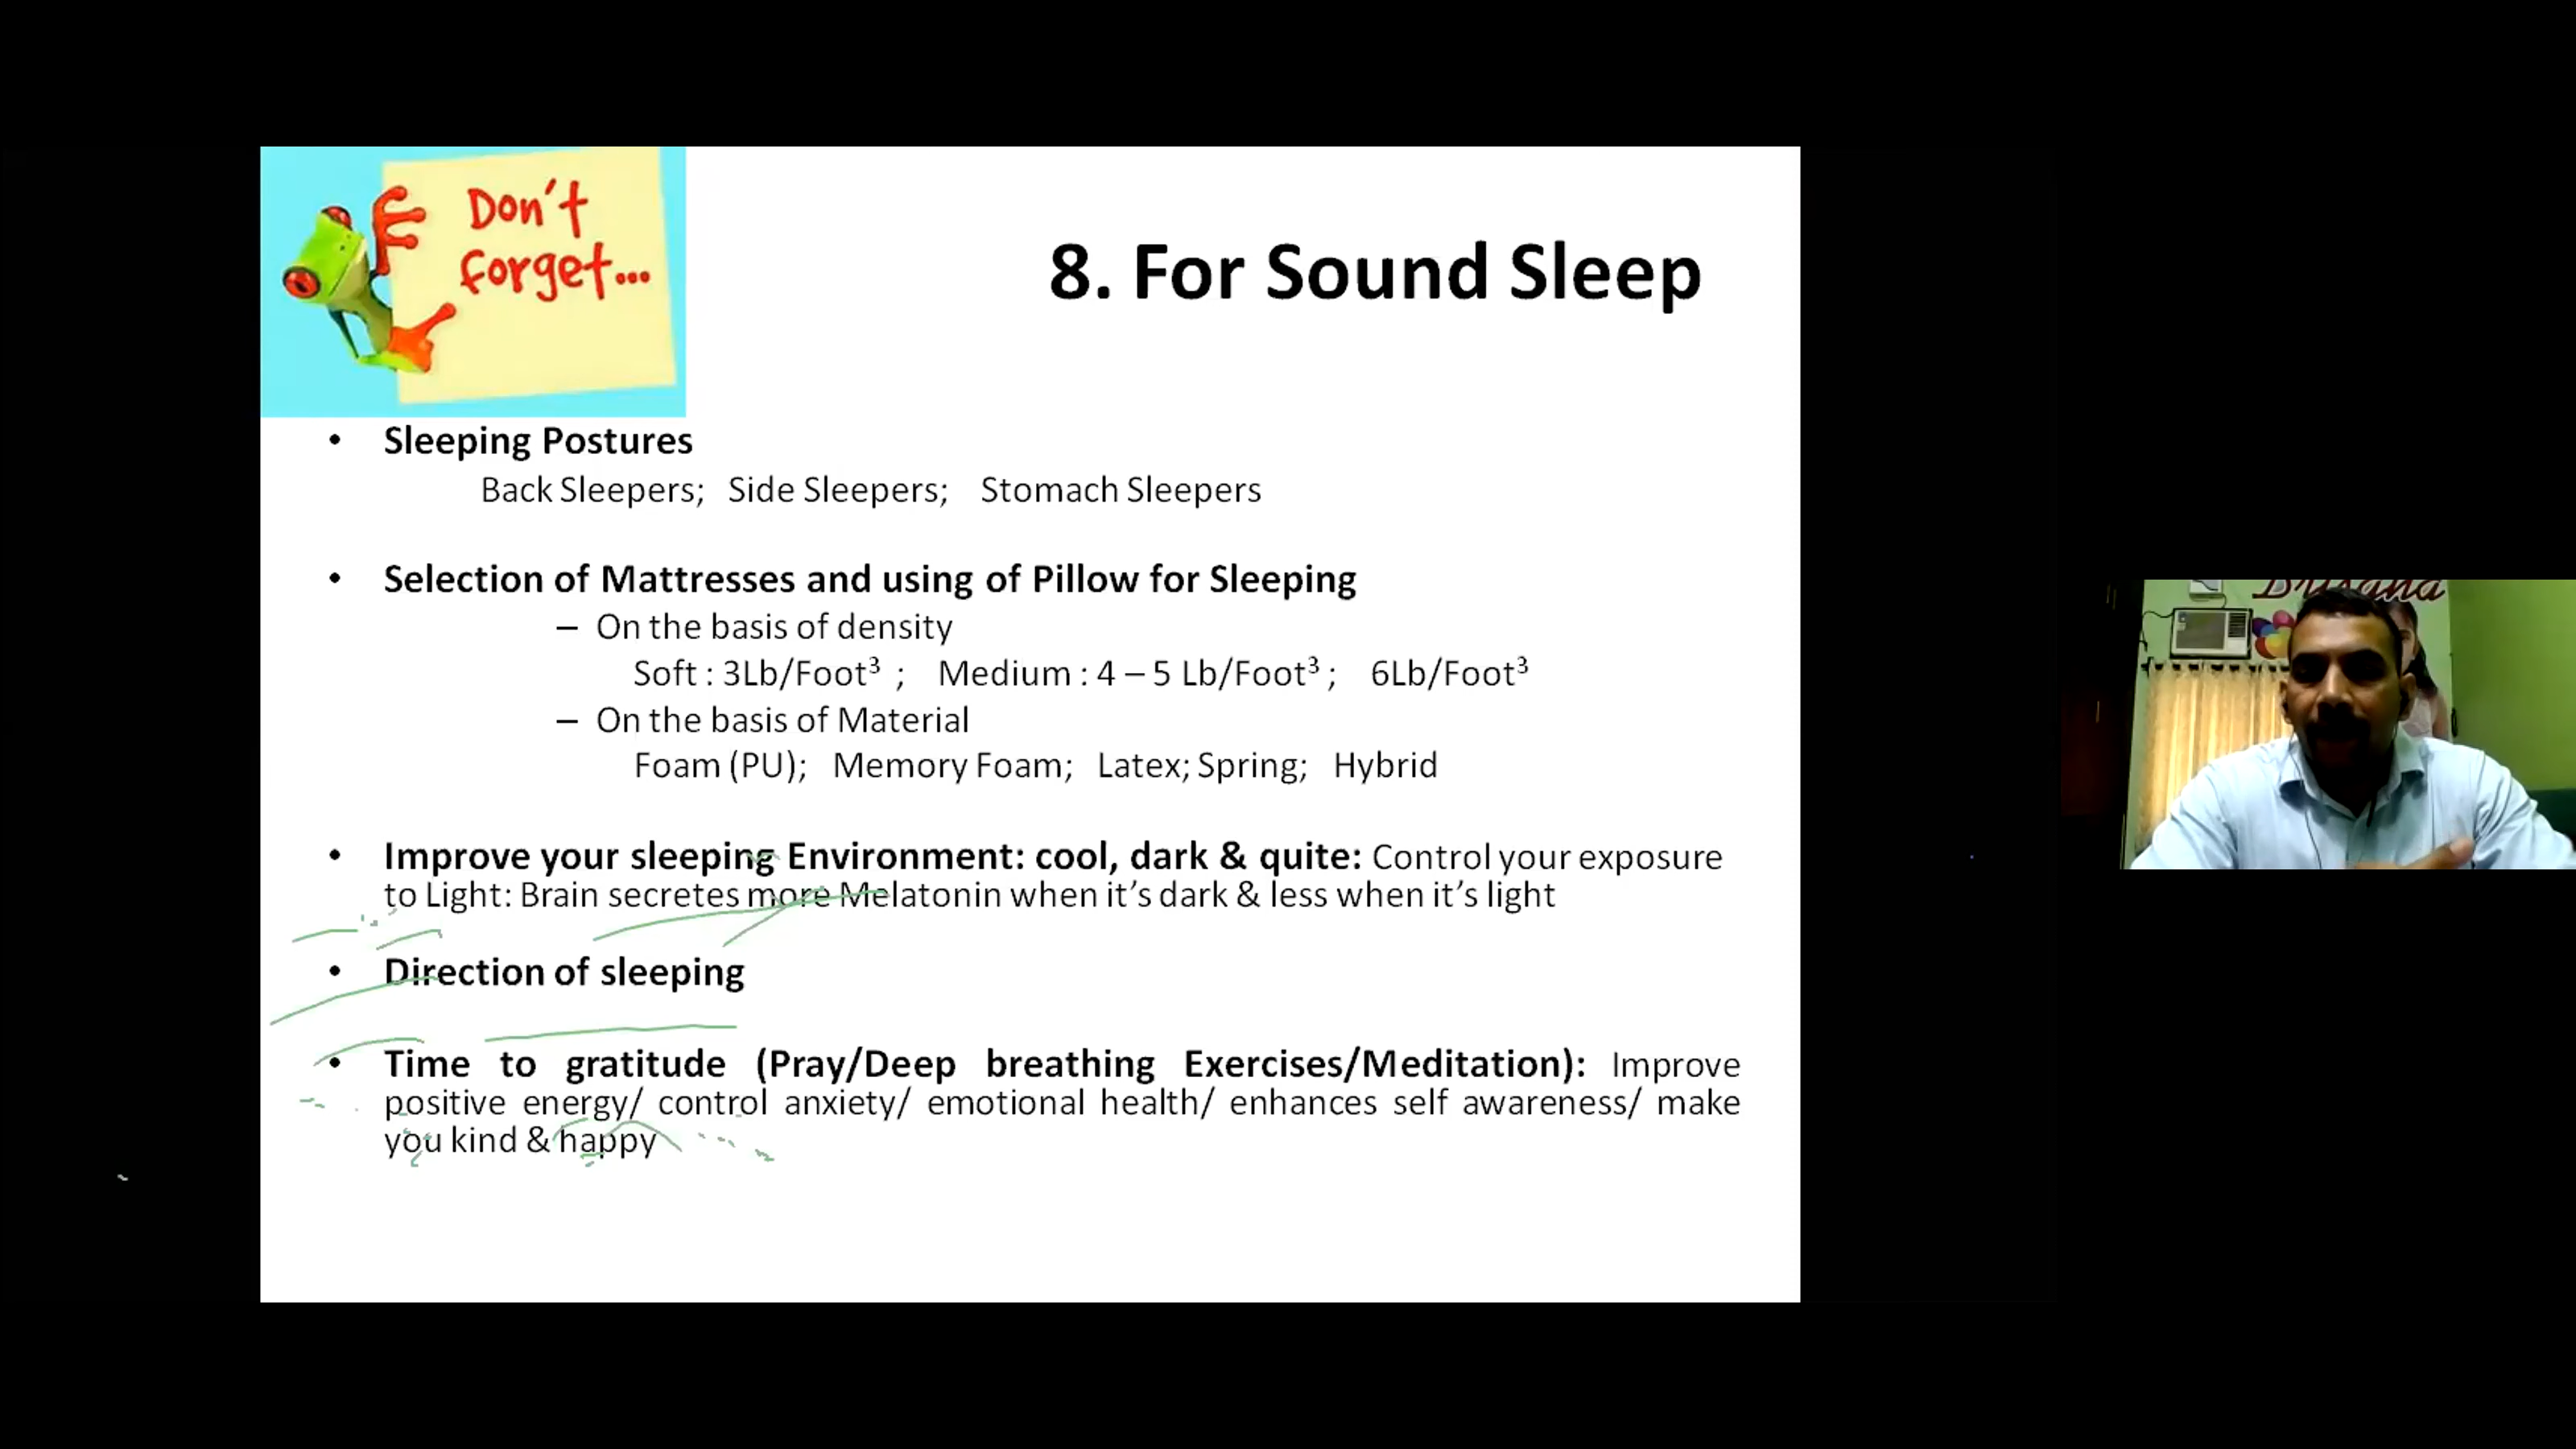 Don't
forget...
8. For Sound Sleep
• Sleeping Postures
Back Sleepers; Side Sleepers; Stomach Sleepers
• Selection of Mattresses and using of Pillow for Sleeping
– On the basis of density
Soft : 3Lb/Foot³ ; Medium : 4 – 5 Lb/Foot³ ; 6Lb/Foot³
– On the basis of Material
Foam (PU); Memory Foam; Latex; Spring; Hybrid
• Improve your sleeping Environment: cool, dark & quite: Control your exposure
to Light: Brain secretes more Melatonin when it's dark & less when it's light
• Direction of sleeping
• Time to gratitude (Pray/Deep breathing Exercises/Meditation): Improve
positive energy/ control anxiety/ emotional health/ enhances self awareness/ make
you kind & happy